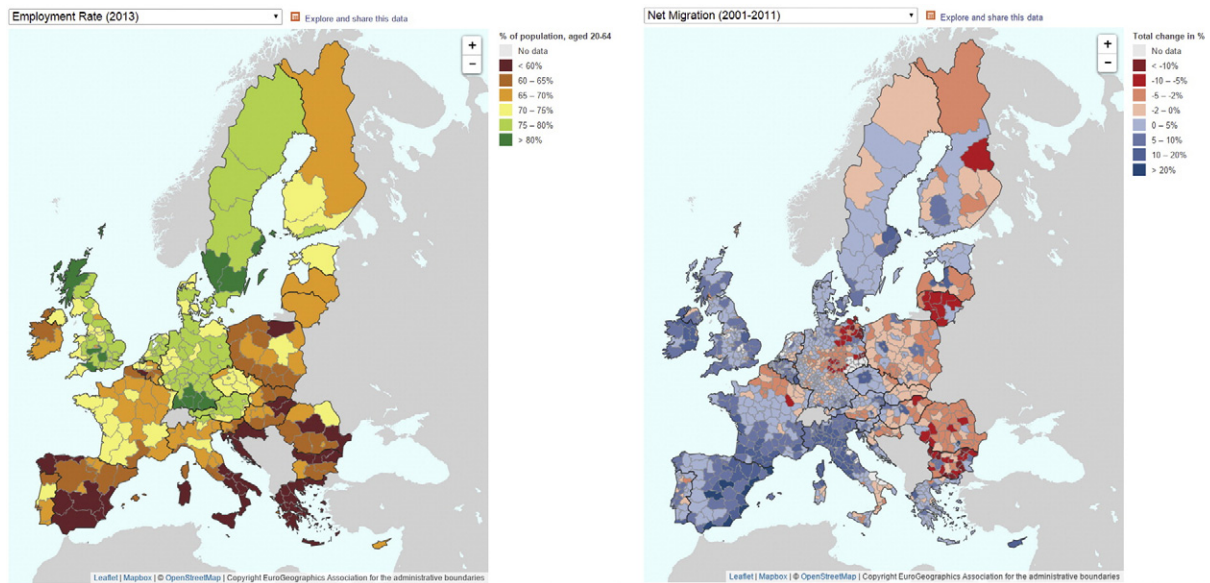 Employment Rate (2013)
Explore and share this data
+
−
% of population, aged 20-64
No data
< 60%
60 – 65%
65 – 70%
70 – 75%
75 – 80%
> 80%
Leaflet | Mapbox | © OpenStreetMap | Copyright EuroGeographics Association for the administrative boundaries
Net Migration (2001-2011)
Explore and share this data
+
−
Total change in %
No data
< -10%
-10 – -5%
-5 – -2%
-2 – 0%
0 – 5%
5 – 10%
10 – 20%
> 20%
Leaflet | Mapbox | © OpenStreetMap | Copyright EuroGeographics Association for the administrative boundaries